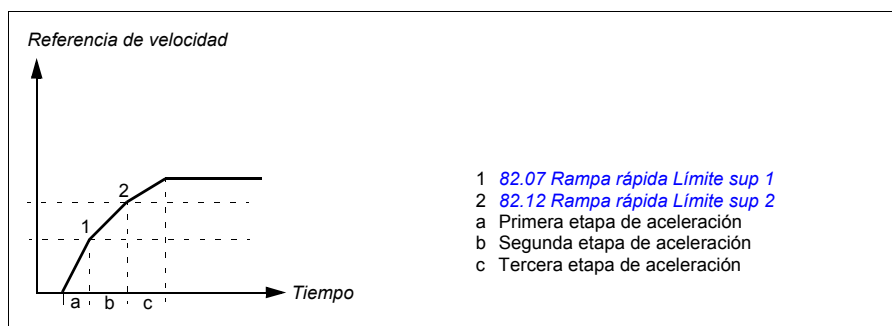 Referencia de velocidad
2
1
a b c
Tiempo
1 82.07 Rampa rápida Límite sup 1
2 82.12 Rampa rápida Límite sup 2
a Primera etapa de aceleración
b Segunda etapa de aceleración
c Tercera etapa de aceleración